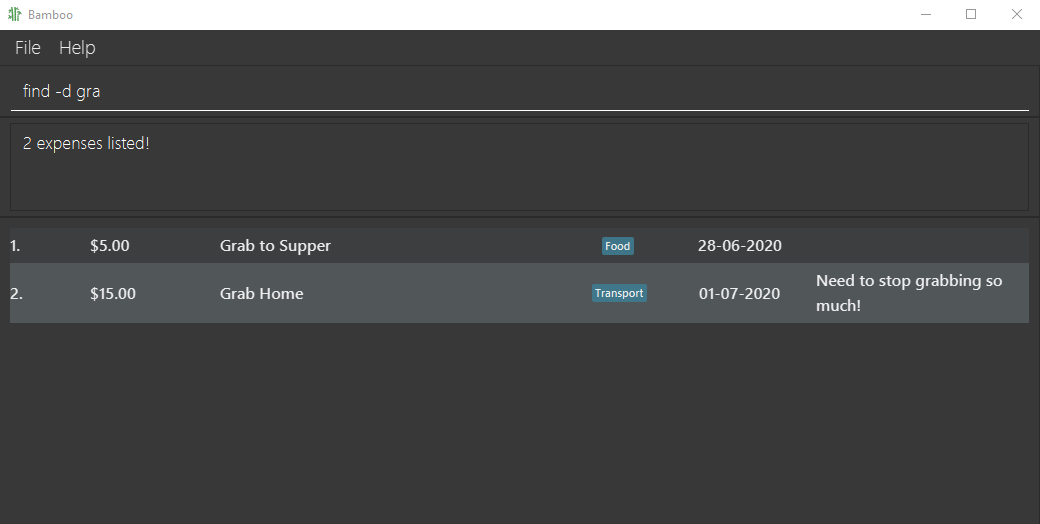 Bamboo
File Help
find -d gra
2 expenses listed!
1. $5.00 Grab to Supper Food 28-06-2020
2. $15.00 Grab Home Transport 01-07-2020 Need to stop grabbing so
much!